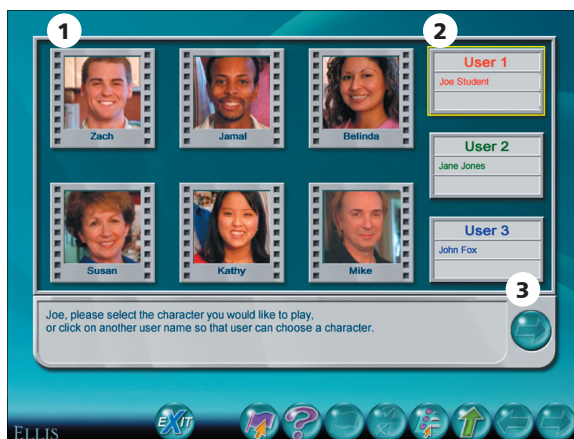 1
2
Zach
Jamal
Belinda
User 1
Joe Student
User 2
Jane Jones
Susan
Kathy
Mike
User 3
John Fox
3
Joe, please select the character you would like to play,
or click on another user name so that user can choose a character.
ELLIS
EXIT
?